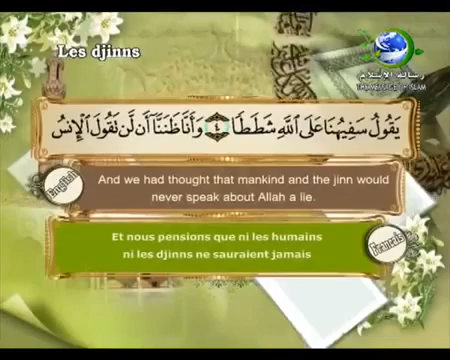 Les djinns
رسالة الإسلام
THE MESSAGE OF ISLAM
يَقُولُ سَفِيهُنَا عَلَى اللَّهِ شَطَطًا ٤ وَأَنَّا ظَنَنَّا أَن لَّن تَقُولَ الْإِنسُ
English
And we had thought that mankind and the jinn would
never speak about Allah a lie.
Et nous pensions que ni les humains
ni les djinns ne sauraient jamais
Francais